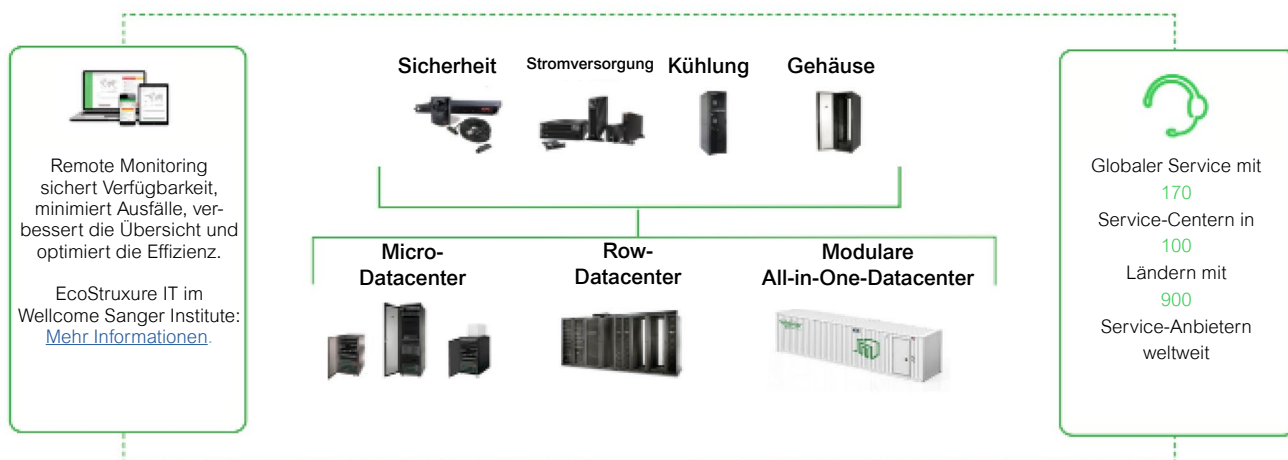 Remote Monitoring
sichert Verfügbarkeit,
minimiert Ausfälle, ver-
bessert die Übersicht und
optimiert die Effizienz.
EcoStruxure IT im
Wellcome Sanger Institute:
Mehr Informationen.
Sicherheit
Stromversorgung
Kühlung
Gehäuse
Micro-
Datacenter
Row-
Datacenter
Modulare
All-in-One-Datacenter
Globaler Service mit
170
Service-Centern in
100
Ländern mit
900
Service-Anbietern
weltweit